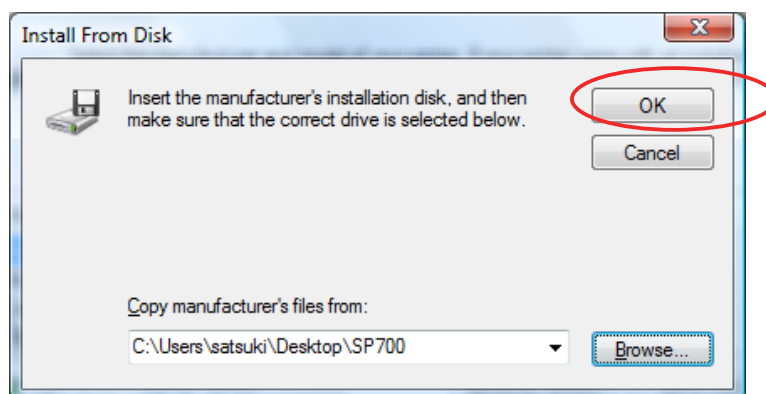 Install From Disk
Insert the manufacturer's installation disk, and then
make sure that the correct drive is selected below.
OK
Cancel
Copy manufacturer's files from:
C:\Users\satsuki\Desktop\SP700
Browse...